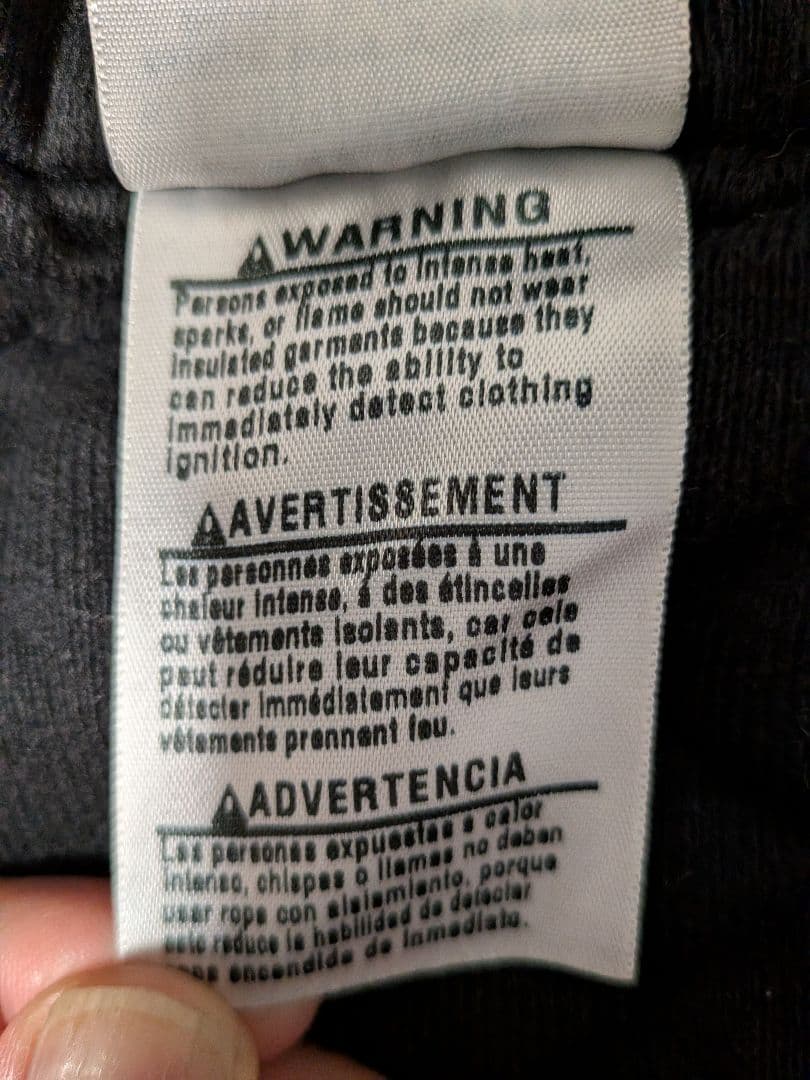 ⚠WARNING
Persons exposed to intense heat,
sparks, or flame should not wear
insulated garments because they
can reduce the ability to
immediately detect clothing
ignition.
⚠AVERTISSEMENT
Les personnes exposées à une
chaleur intense, à des étincelles
ou vêtements isolants, car cela
peut réduire leur capacité de
détecter immédiatement que leurs
vêtements prennent feu.
⚠ADVERTENCIA
Las personas expuestas a calor
intenso, chispas o llamas no deben
usar ropa con aislamiento, porque
esto reduce la habilidad de detectar
encendida de inmediato.